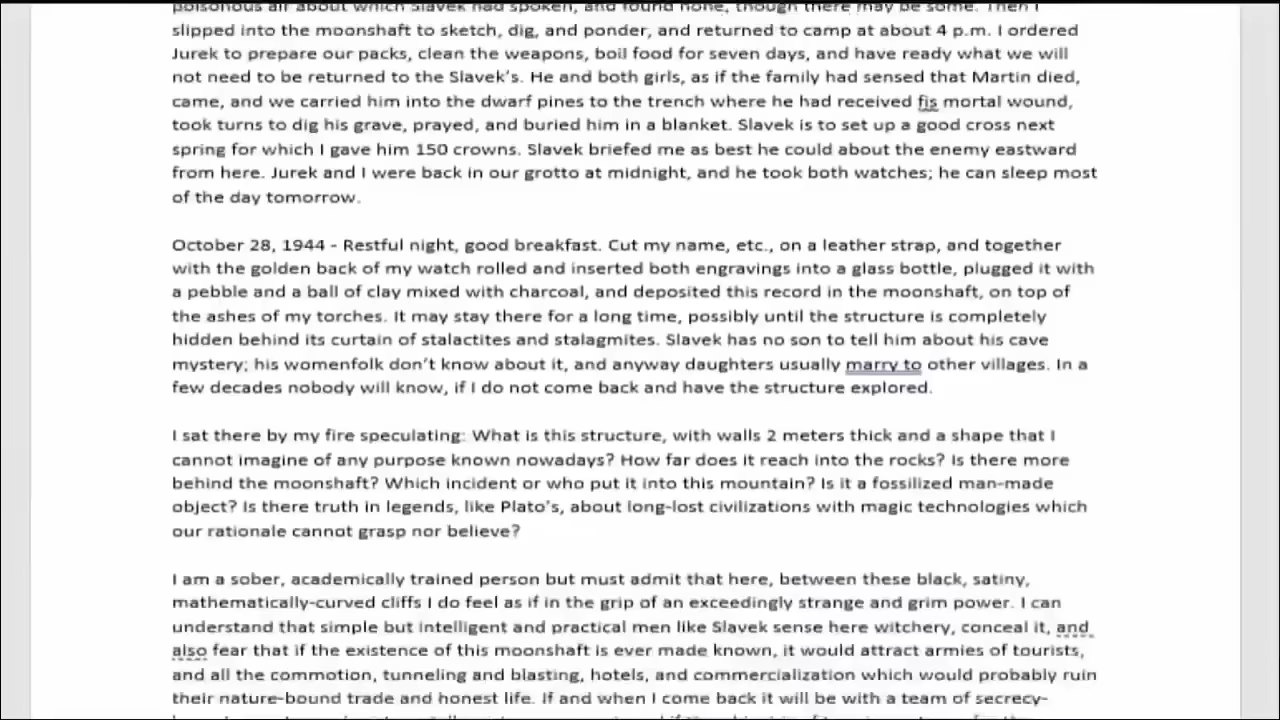 poisonous air about which Slavek had spoken, and found none, though there may be some. Then I
slipped into the moonshaft to sketch, dig, and ponder, and returned to camp at about 4 p.m. I ordered
Jurek to prepare our packs, clean the weapons, boil food for seven days, and have ready what we will
not need to be returned to the Slavek's. He and both girls, as if the family had sensed that Martin died,
came, and we carried him into the dwarf pines to the trench where he had received fis mortal wound,
took turns to dig his grave, prayed, and buried him in a blanket. Slavek is to set up a good cross next
spring for which I gave him 150 crowns. Slavek briefed me as best he could about the enemy eastward
from here. Jurek and I were back in our grotto at midnight, and he took both watches; he can sleep most
of the day tomorrow.
October 28, 1944 - Restful night, good breakfast. Cut my name, etc., on a leather strap, and together
with the golden back of my watch rolled and inserted both engravings into a glass bottle, plugged it with
a pebble and a ball of clay mixed with charcoal, and deposited this record in the moonshaft, on top of
the ashes of my torches. It may stay there for a long time, possibly until the structure is completely
hidden behind its curtain of stalactites and stalagmites. Slavek has no son to tell him about his cave
mystery; his womenfolk don't know about it, and anyway daughters usually marry to other villages. In a
few decades nobody will know, if I do not come back and have the structure explored.
I sat there by my fire speculating: What is this structure, with walls 2 meters thick and a shape that I
cannot imagine of any purpose known nowadays? How far does it reach into the rocks? Is there more
behind the moonshaft? Which incident or who put it into this mountain? Is it a fossilized man-made
object? Is there truth in legends, like Plato's, about long-lost civilizations with magic technologies which
our rationale cannot grasp nor believe?
I am a sober, academically trained person but must admit that here, between these black, satiny,
mathematically-curved cliffs I do feel as if in the grip of an exceedingly strange and grim power. I can
understand that simple but intelligent and practical men like Slavek sense here witchery, conceal it, and
also fear that if the existence of this moonshaft is ever made known, it would attract armies of tourists,
and all the commotion, tunneling and blasting, hotels, and commercialization which would probably ruin
their nature-bound trade and honest life. If and when I come back it will be with a team of secrecy-